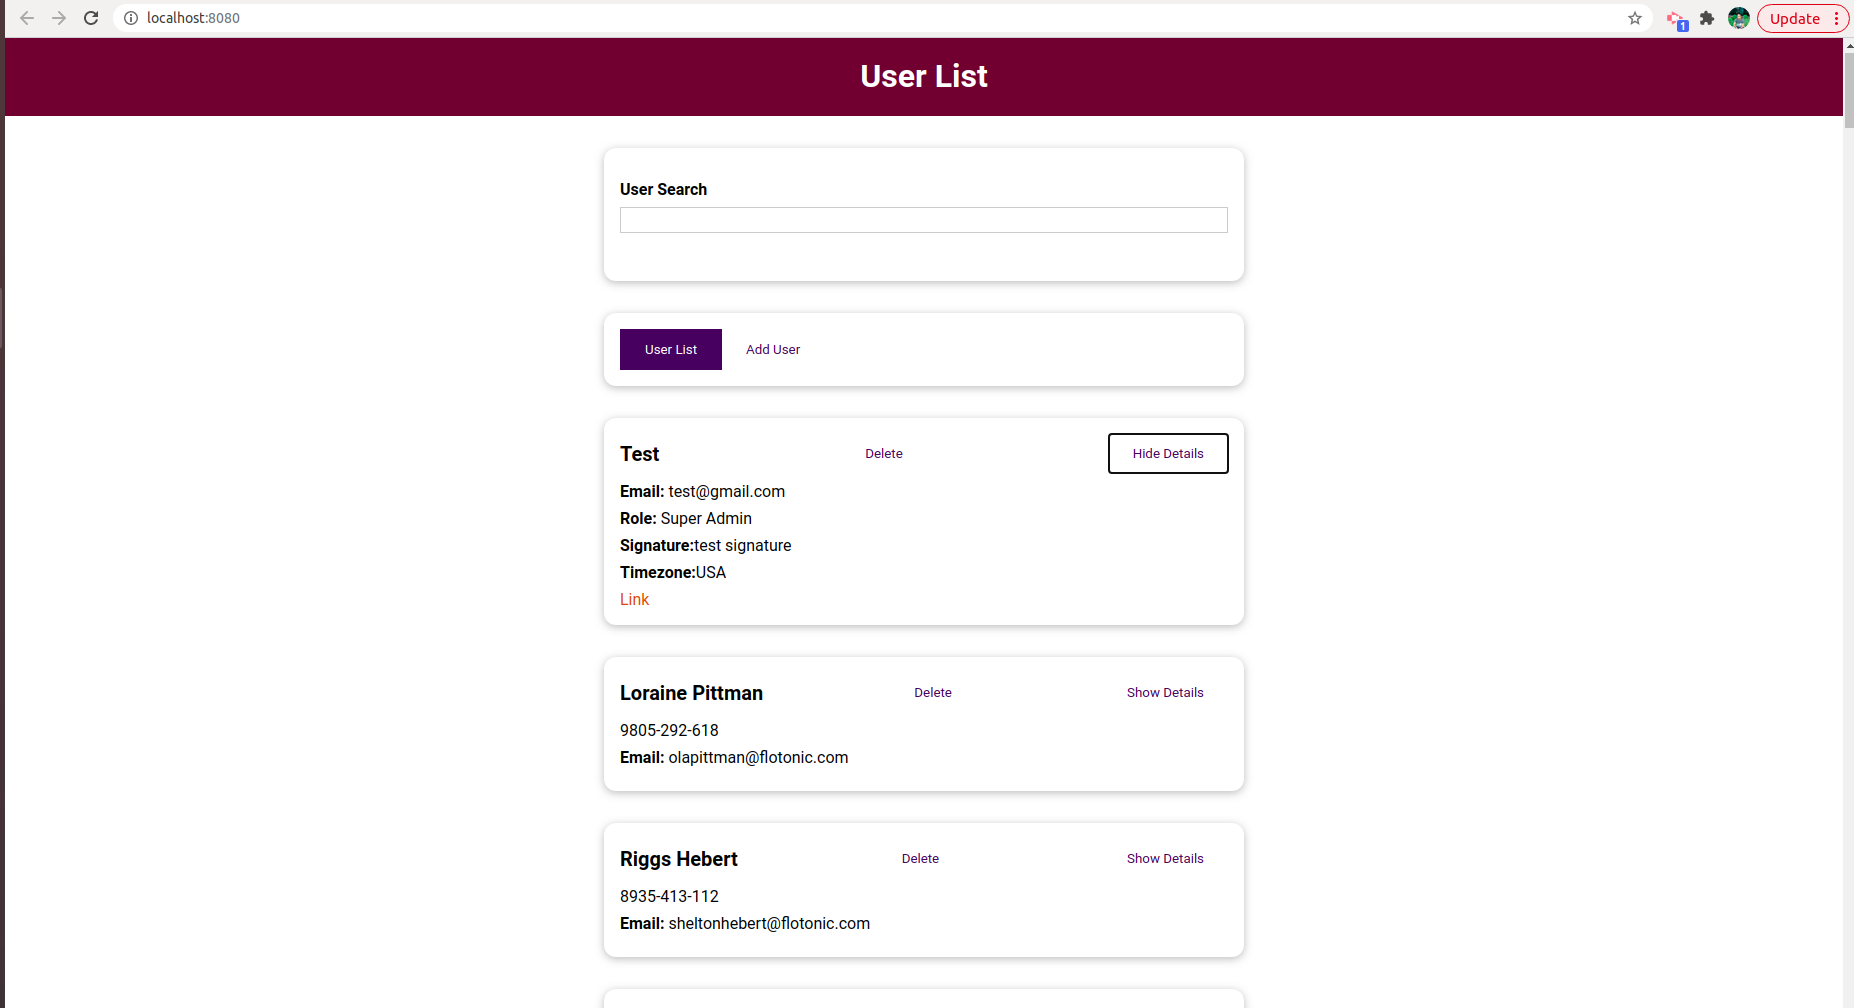 localhost:8080
1
Update
User List
User Search
User List Add User
Test Delete Hide Details
Email: test@gmail.com
Role: Super Admin
Signature:test signature
Timezone:USA
Link
Loraine Pittman Delete Show Details
9805-292-618
Email: olapittman@flotonic.com
Riggs Hebert Delete Show Details
8935-413-112
Email: sheltonhebert@flotonic.com